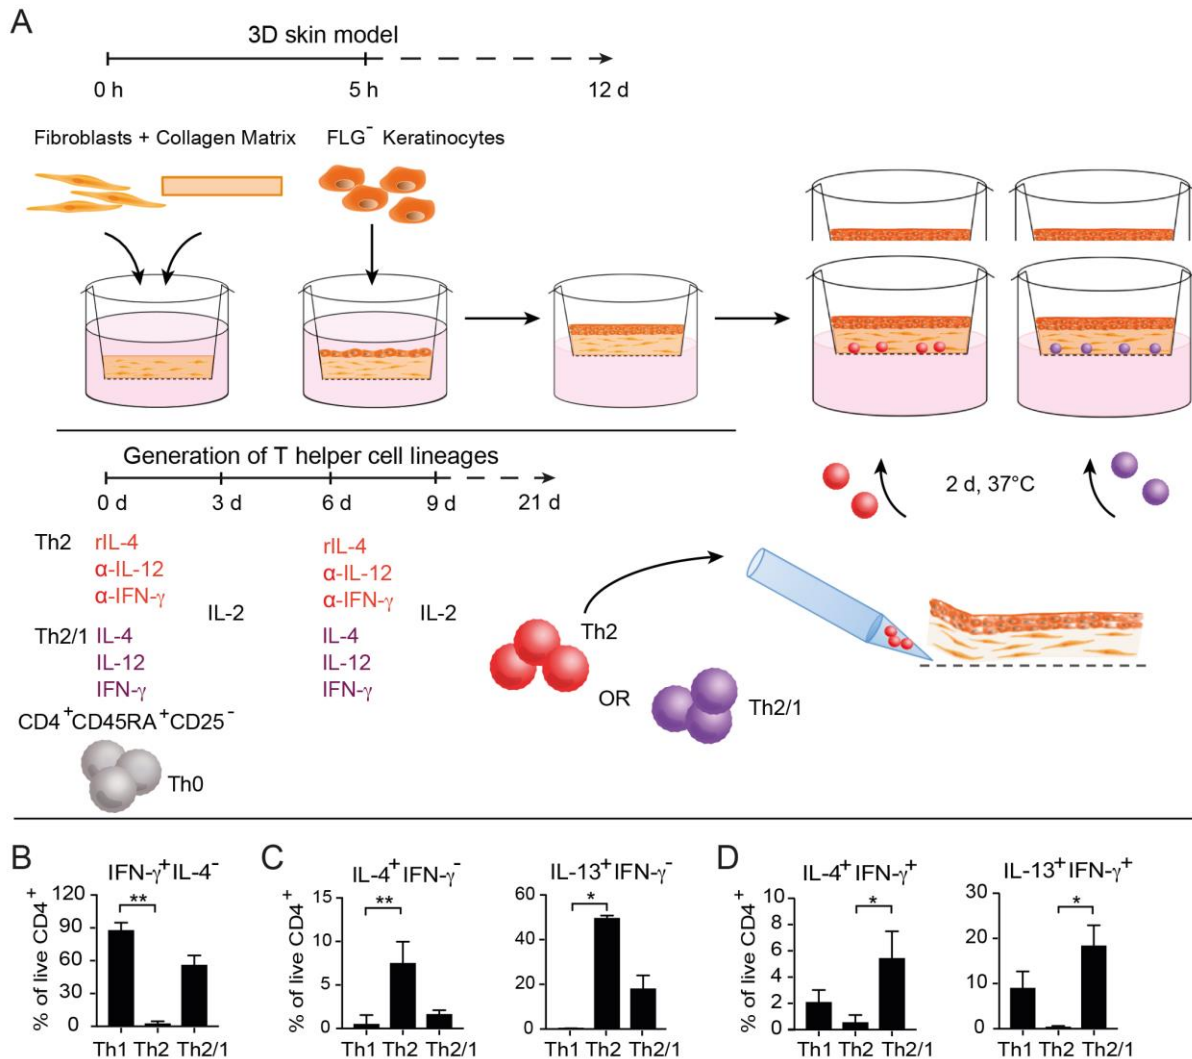 A
3D skin model
0 h 5 h 12 d
Fibroblasts + Collagen Matrix FLG⁻ Keratinocytes
Generation of T helper cell lineages
0 d 3 d 6 d 9 d 21 d
2 d, 37°C
Th2 rIL-4 rIL-4
α-IL-12 α-IL-12
α-IFN-γ α-IFN-γ
IL-2 IL-2
Th2/1 IL-4 IL-4
IL-12 IL-12
IFN-γ IFN-γ
CD4⁺CD45RA⁺CD25⁻
Th0
Th2
OR
Th2/1
B
IFN-γ⁺IL-4⁻
% of live CD4⁺
120
90
60
30
0
**
Th1 Th2 Th2/1
C
IL-4⁺IFN-γ⁻
% of live CD4⁺
15
10
5
0
**
Th1 Th2 Th2/1
IL-13⁺IFN-γ⁻
60
40
20
0
*
Th1 Th2 Th2/1
D
IL-4⁺IFN-γ⁺
% of live CD4⁺
10
8
6
4
2
0
*
Th1 Th2 Th2/1
IL-13⁺IFN-γ⁺
30
20
10
0
*
Th1 Th2 Th2/1